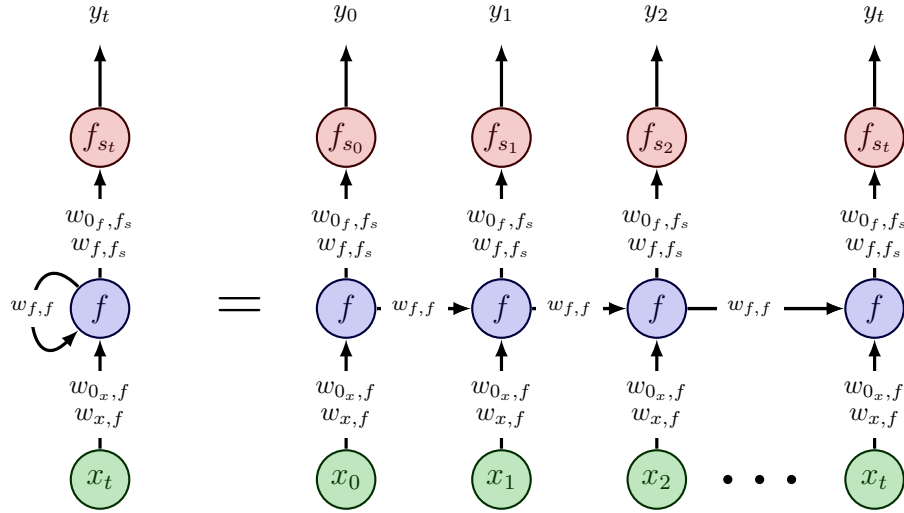 y_t y_0 y_1 y_2 y_t
f_{s_t} f_{s_0} f_{s_1} f_{s_2} f_{s_t}
w_{0_f,f_s} w_{0_f,f_s} w_{0_f,f_s} w_{0_f,f_s} w_{0_f,f_s}
w_{f,f_s} w_{f,f_s} w_{f,f_s} w_{f,f_s} w_{f,f_s}
w_{f,f} f = f w_{f,f} f w_{f,f} f w_{f,f} f
w_{0_x,f} w_{0_x,f} w_{0_x,f} w_{0_x,f} w_{0_x,f}
w_{x,f} w_{x,f} w_{x,f} w_{x,f} w_{x,f}
x_t x_0 x_1 x_2 • • • x_t